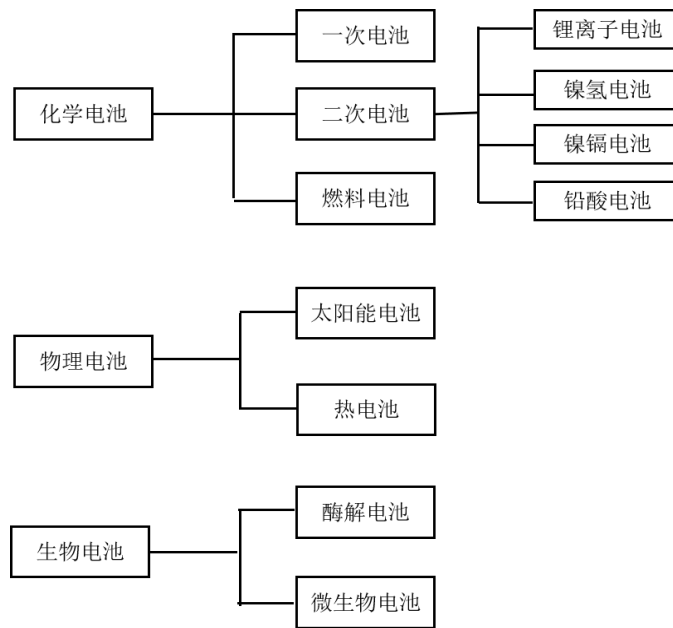 化学电池
一次电池
二次电池
燃料电池
锂离子电池
镍氢电池
镍镉电池
铅酸电池
物理电池
太阳能电池
热电池
生物电池
酶解电池
微生物电池